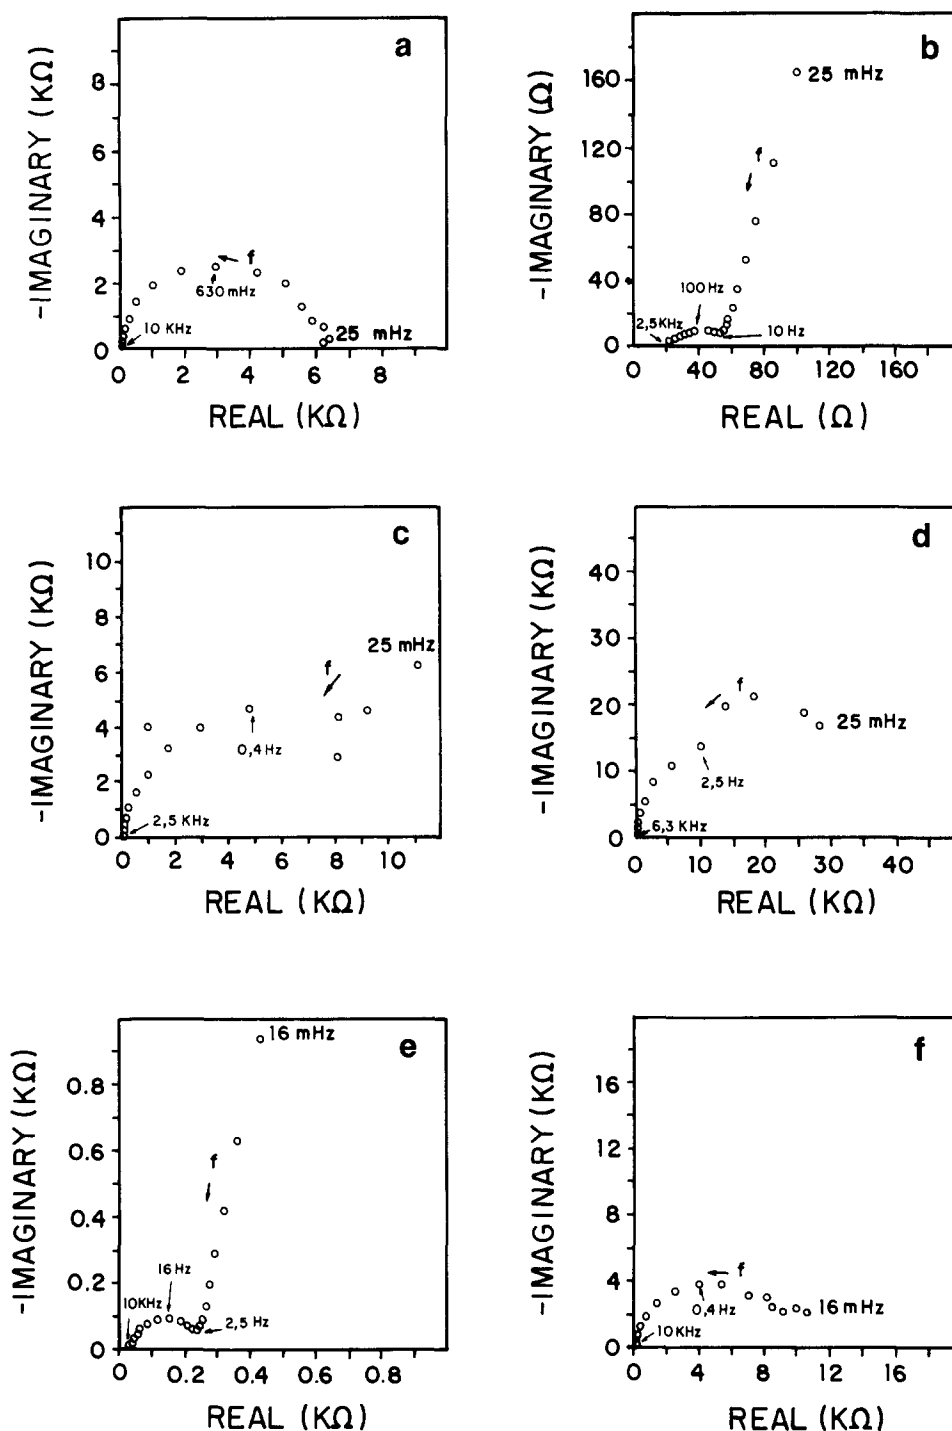 a
-IMAGINARY (KΩ)
8
6
4
2
0
f
630 mHz
10 KHz
25 mHz
0 2 4 6 8
REAL (KΩ)
b
-IMAGINARY (Ω)
160
120
80
40
0
25 mHz
f
100 Hz
2,5 KHz
10 Hz
0 40 80 120 160
REAL (Ω)
c
-IMAGINARY (KΩ)
10
8
6
4
2
0
25 mHz
f
0,4 Hz
2,5 KHz
0 2 4 6 8 10
REAL (KΩ)
d
-IMAGINARY (KΩ)
40
30
20
10
0
f
25 mHz
2,5 Hz
6,3 KHz
0 10 20 30 40
REAL (KΩ)
e
-IMAGINARY (KΩ)
0.8
0.6
0.4
0.2
0
16 mHz
f
16 Hz
10KHz
2,5 Hz
0 0.2 0.4 0.6 0.8
REAL (KΩ)
f
-IMAGINARY (KΩ)
16
12
8
4
0
f
0,4 Hz
16 mHz
10 KHz
0 4 8 12 16
REAL (KΩ)